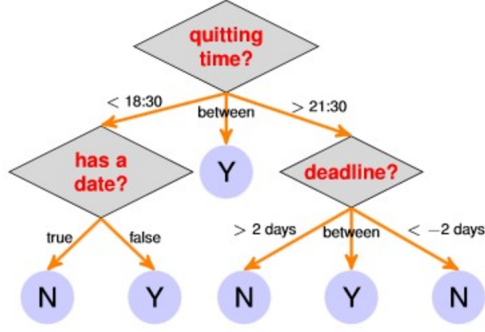 quitting
time?
< 18:30
between
> 21:30
has a
date?
Y
deadline?
true
false
> 2 days
between
< −2 days
N
Y
N
Y
N